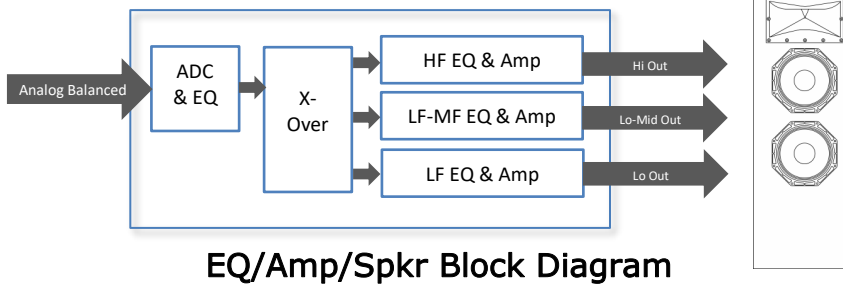 Analog Balanced
ADC
& EQ
X-
Over
HF EQ & Amp
LF-MF EQ & Amp
LF EQ & Amp
Hi Out
Lo-Mid Out
Lo Out
EQ/Amp/Spkr Block Diagram